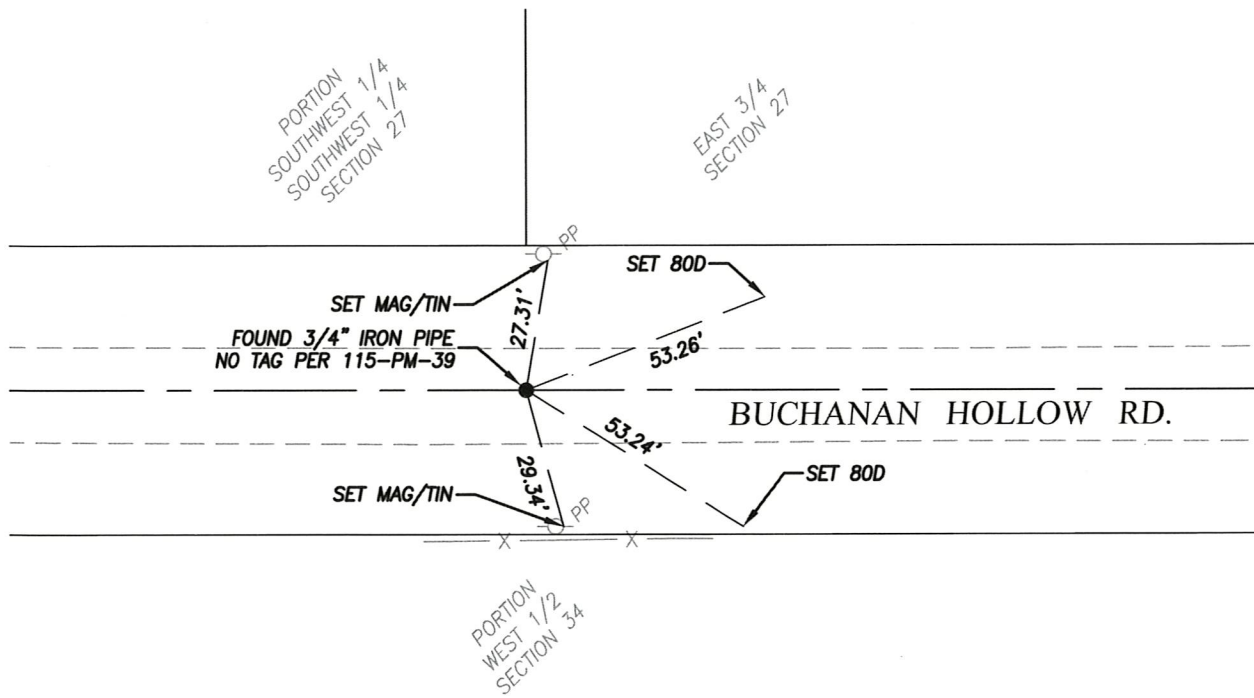 PORTION
SOUTHWEST 1/4
SOUTHWEST 1/4
SECTION 27
EAST 3/4
SECTION 27
PP
SET 80D
SET MAG/TIN
27.31'
FOUND 3/4" IRON PIPE
NO TAG PER 115-PM-39
53.26'
BUCHANAN HOLLOW RD.
53.24'
29.34'
SET 80D
SET MAG/TIN
PP
X
X
PORTION
WEST 1/2
SECTION 34